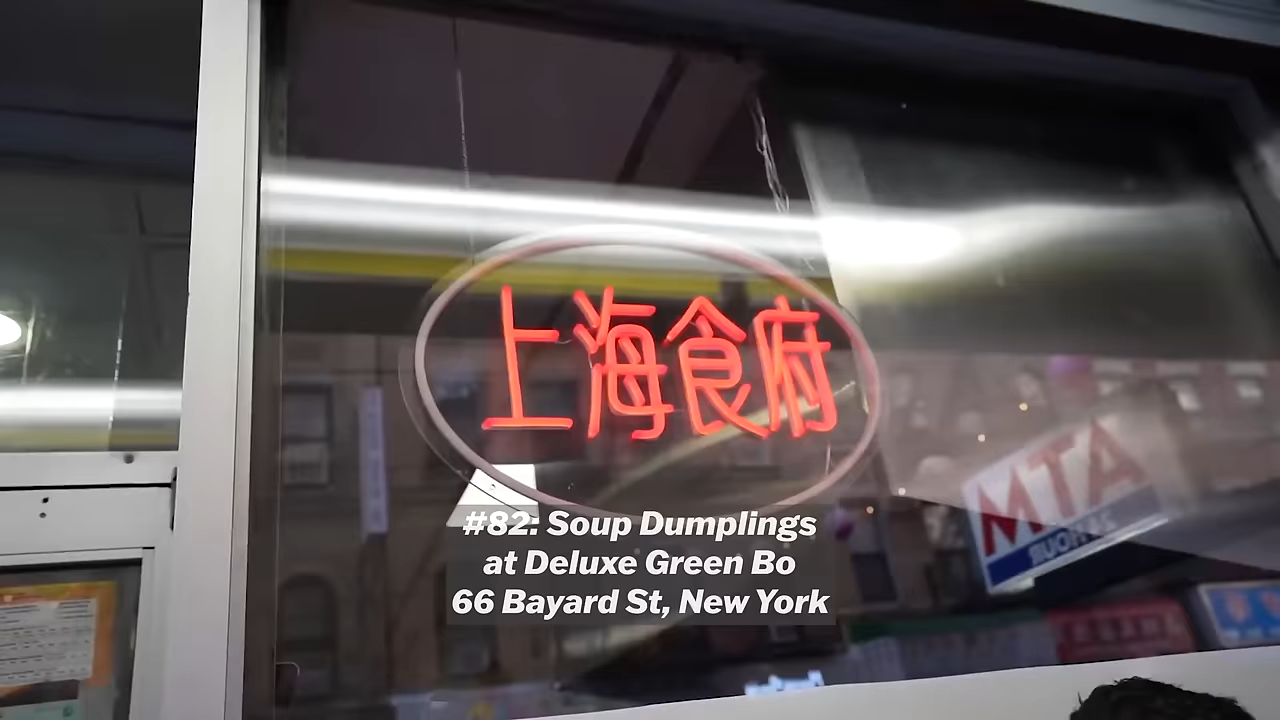 上海食府
MTA
#82: Soup Dumplings
at Deluxe Green Bo
66 Bayard St, New York